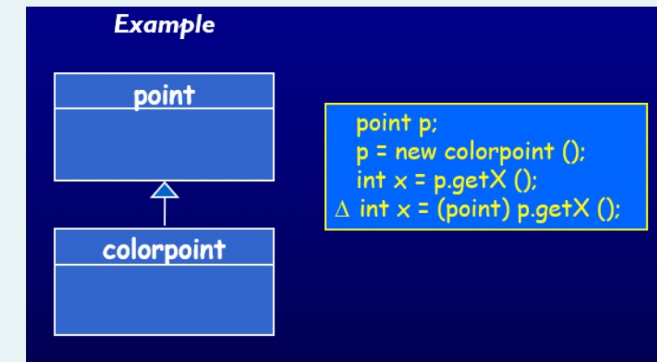 Example
point
colorpoint
point p;
p = new colorpoint ();
int x = p.getX ();
Δ int x = (point) p.getX ();